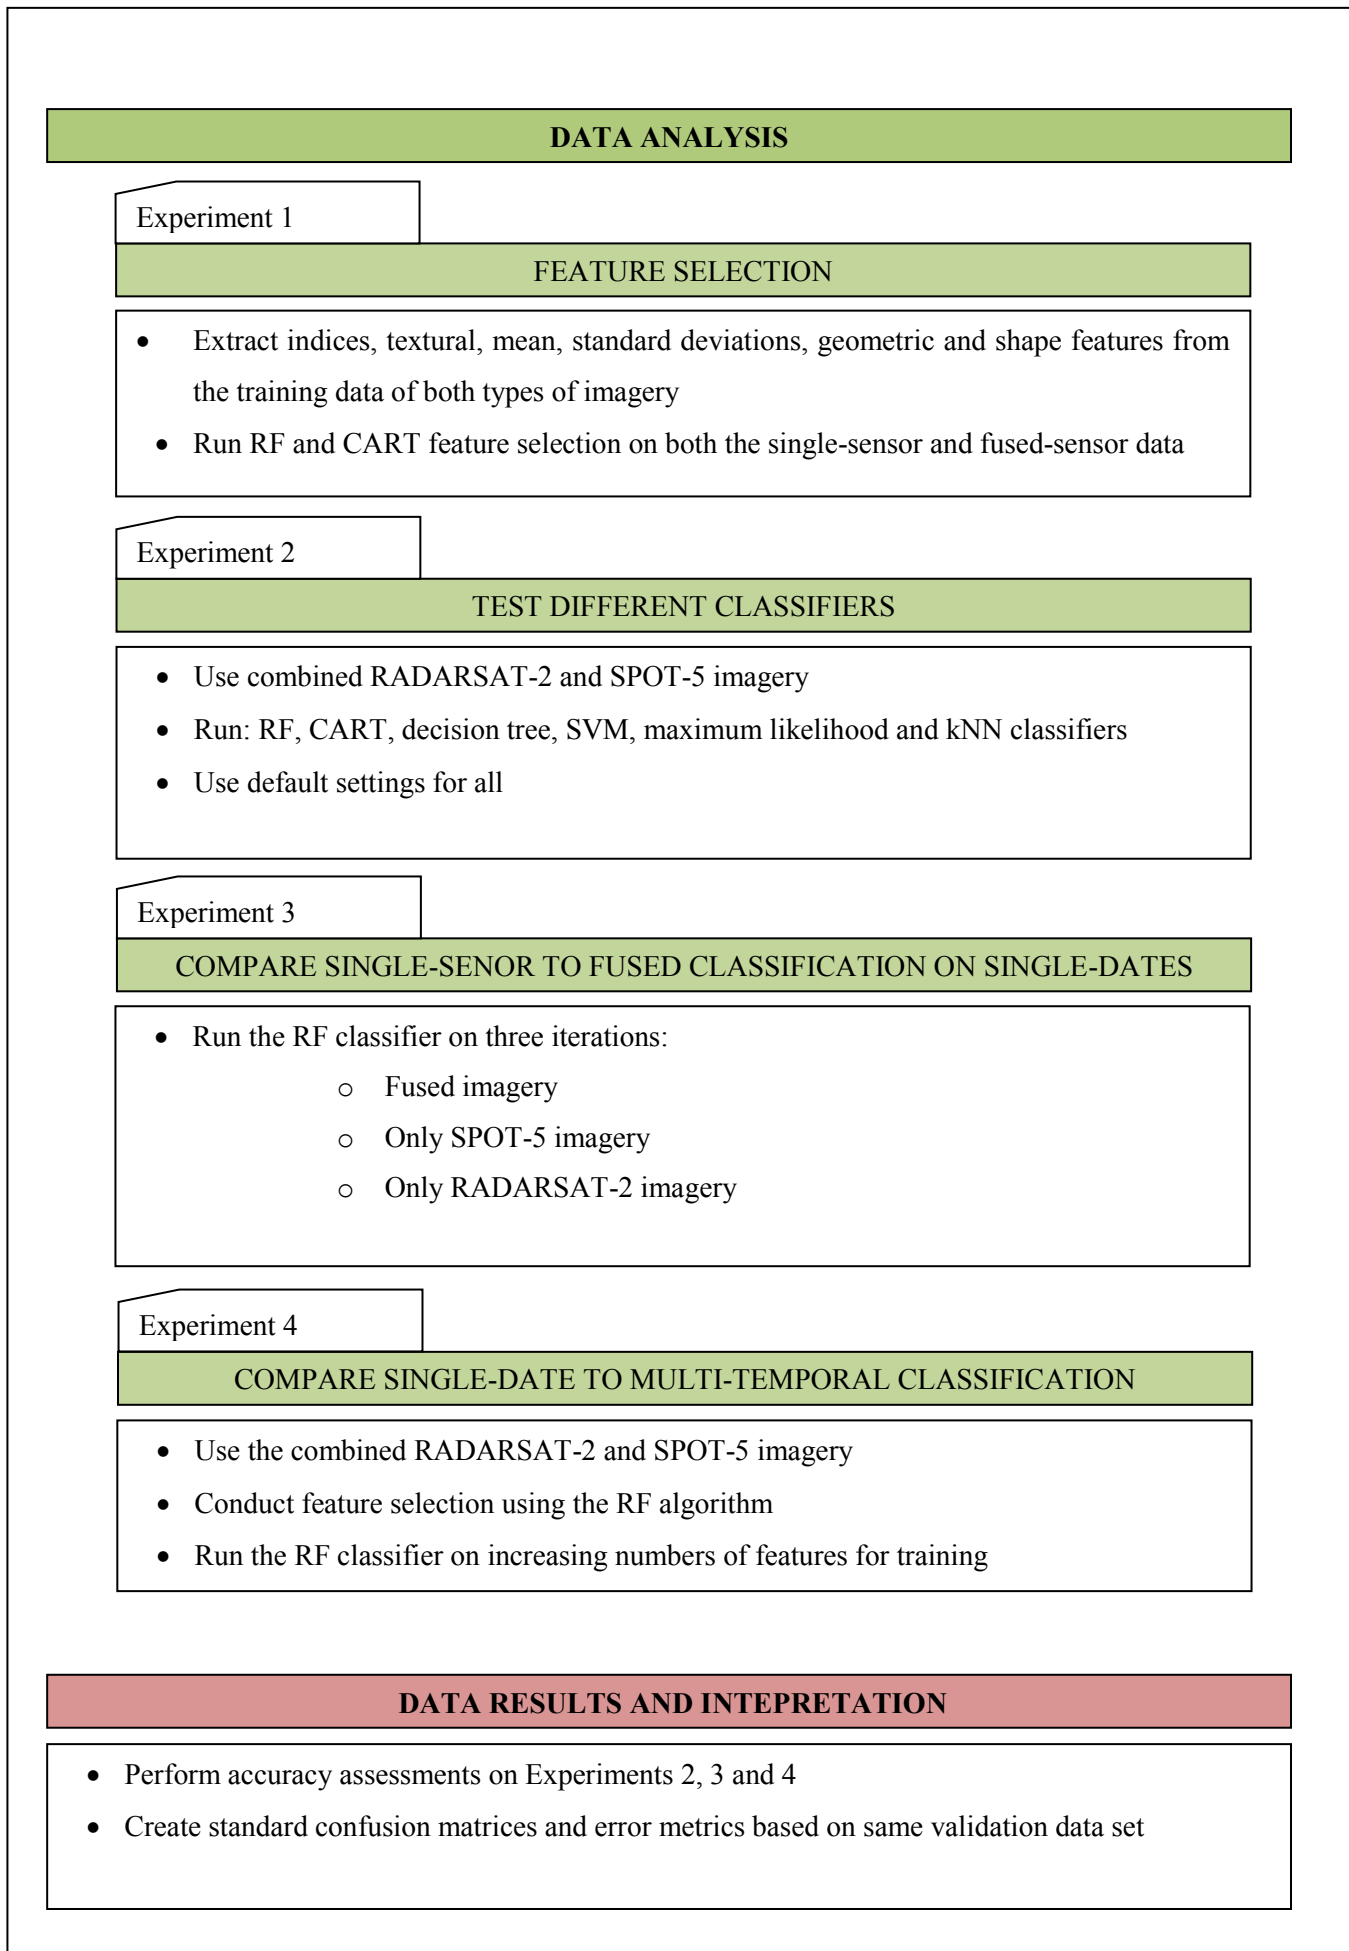 DATA ANALYSIS
Experiment 1
FEATURE SELECTION
• Extract indices, textural, mean, standard deviations, geometric and shape features from
the training data of both types of imagery
• Run RF and CART feature selection on both the single-sensor and fused-sensor data
Experiment 2
TEST DIFFERENT CLASSIFIERS
• Use combined RADARSAT-2 and SPOT-5 imagery
• Run: RF, CART, decision tree, SVM, maximum likelihood and kNN classifiers
• Use default settings for all
Experiment 3
COMPARE SINGLE-SENOR TO FUSED CLASSIFICATION ON SINGLE-DATES
• Run the RF classifier on three iterations:
o Fused imagery
o Only SPOT-5 imagery
o Only RADARSAT-2 imagery
Experiment 4
COMPARE SINGLE-DATE TO MULTI-TEMPORAL CLASSIFICATION
• Use the combined RADARSAT-2 and SPOT-5 imagery
• Conduct feature selection using the RF algorithm
• Run the RF classifier on increasing numbers of features for training
DATA RESULTS AND INTEPRETATION
• Perform accuracy assessments on Experiments 2, 3 and 4
• Create standard confusion matrices and error metrics based on same validation data set